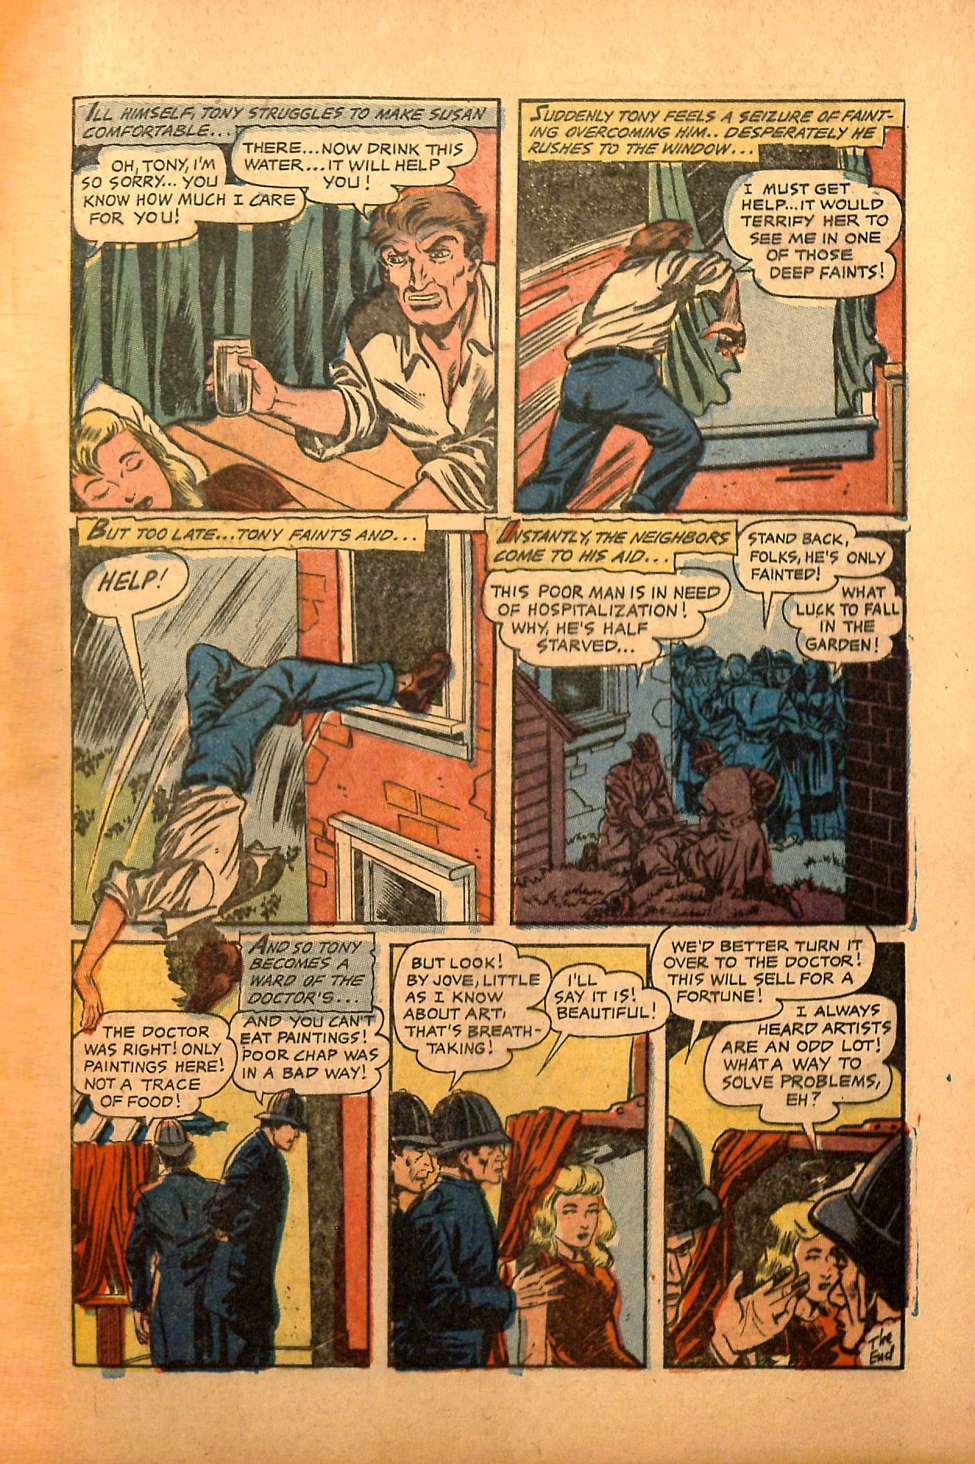 ILL HIMSELF, TONY STRUGGLES TO MAKE SUSAN
COMFORTABLE...
OH, TONY, I'M
SO SORRY... YOU
KNOW HOW MUCH I CARE
FOR YOU!
THERE...NOW DRINK THIS
WATER....IT WILL HELP
YOU!
SUDDENLY TONY FEELS A SEIZURE OF FAINT-
ING OVERCOMING HIM.. DESPERATELY HE
RUSHES TO THE WINDOW...
I MUST GET
HELP...IT WOULD
TERRIFY HER TO
SEE ME IN ONE
OF THOSE
DEEP FAINTS!
BUT TOO LATE...TONY FAINTS AND...
HELP!
INSTANTLY, THE NEIGHBORS
COME TO HIS AID...
THIS POOR MAN IS IN NEED
OF HOSPITALIZATION!
WHY, HE'S HALF
STARVED...
STAND BACK,
FOLKS, HE'S ONLY
FAINTED!
WHAT
LUCK TO FALL
IN THE
GARDEN!
AND SO TONY
BECOMES A
WARD OF THE
DOCTOR'S...
THE DOCTOR
WAS RIGHT! ONLY
PAINTINGS HERE!
NOT A TRACE
OF FOOD!
AND YOU CAN'T
EAT PAINTINGS!
POOR CHAP WAS
IN A BAD WAY!
BUT LOOK!
BY JOVE, LITTLE
AS I KNOW
ABOUT ART,
THAT'S BREATH-
TAKING!
I'LL
SAY IT IS!
BEAUTIFUL!
WE'D BETTER TURN IT
OVER TO THE DOCTOR!
THIS WILL SELL FOR A
FORTUNE!
I ALWAYS
HEARD ARTISTS
ARE AN ODD LOT!
WHAT A WAY TO
SOLVE PROBLEMS,
EH?
The
End